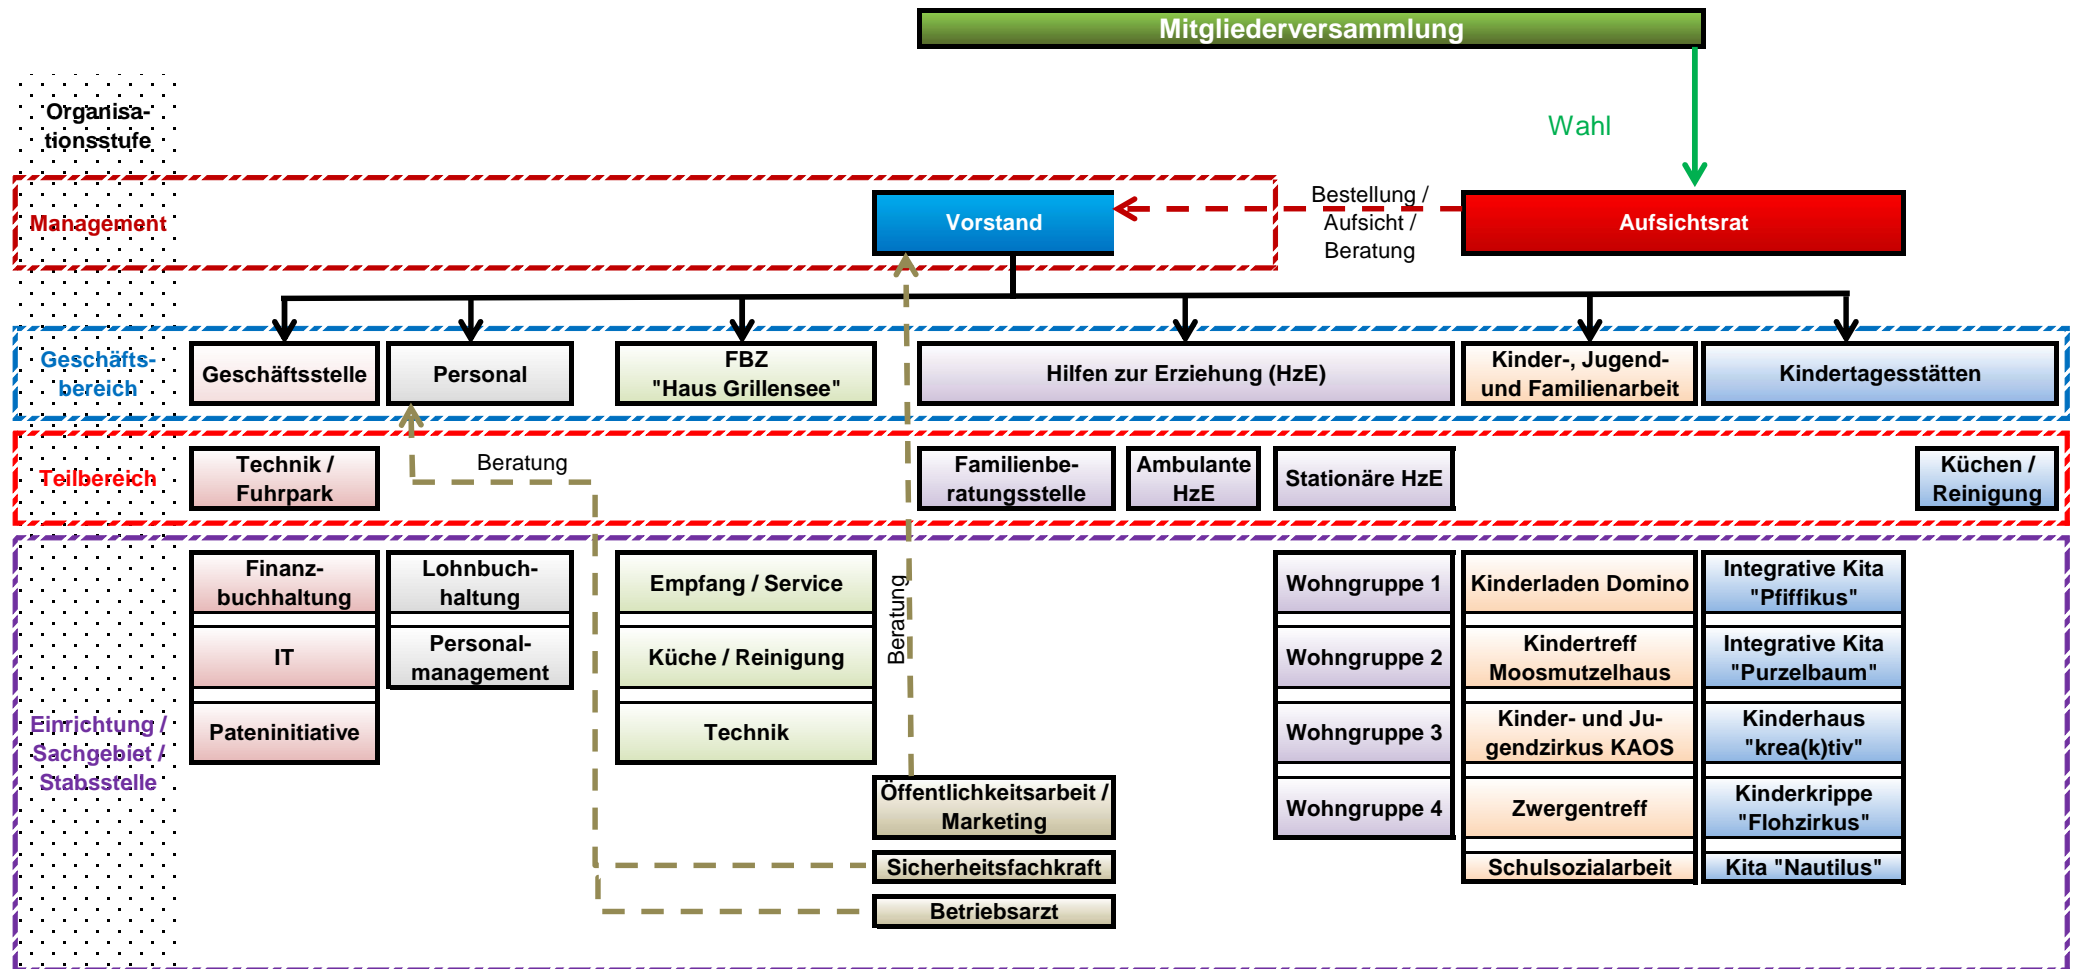 Mitgliederversammlung
Organisa-
tionsstufe
Wahl
Management
Vorstand
Bestellung /
Aufsicht /
Beratung
Aufsichtsrat
Geschäfts-
bereich
Geschäftsstelle
Personal
FBZ
"Haus Grillensee"
Hilfen zur Erziehung (HzE)
Kinder-, Jugend-
und Familienarbeit
Kindertagesstätten
Teilbereich
Technik /
Fuhrpark
Beratung
Familienbe-
ratungsstelle
Ambulante
HzE
Stationäre HzE
Küchen /
Reinigung
Einrichtung /
Sachgebiet /
Stabsstelle
Finanz-
buchhaltung
IT
Pateninitiative
Lohnbuch-
haltung
Personal-
management
Empfang / Service
Küche / Reinigung
Technik
Beratung
Öffentlichkeitsarbeit /
Marketing
Sicherheitsfachkraft
Betriebsarzt
Wohngruppe 1
Wohngruppe 2
Wohngruppe 3
Wohngruppe 4
Kinderladen Domino
Kindertreff
Moosmutzelhaus
Kinder- und Ju-
gendzirkus KAOS
Zwergentreff
Schulsozialarbeit
Integrative Kita
"Pfiffikus"
Integrative Kita
"Purzelbaum"
Kinderhaus
"krea(k)tiv"
Kinderkrippe
"Flohzirkus"
Kita "Nautilus"